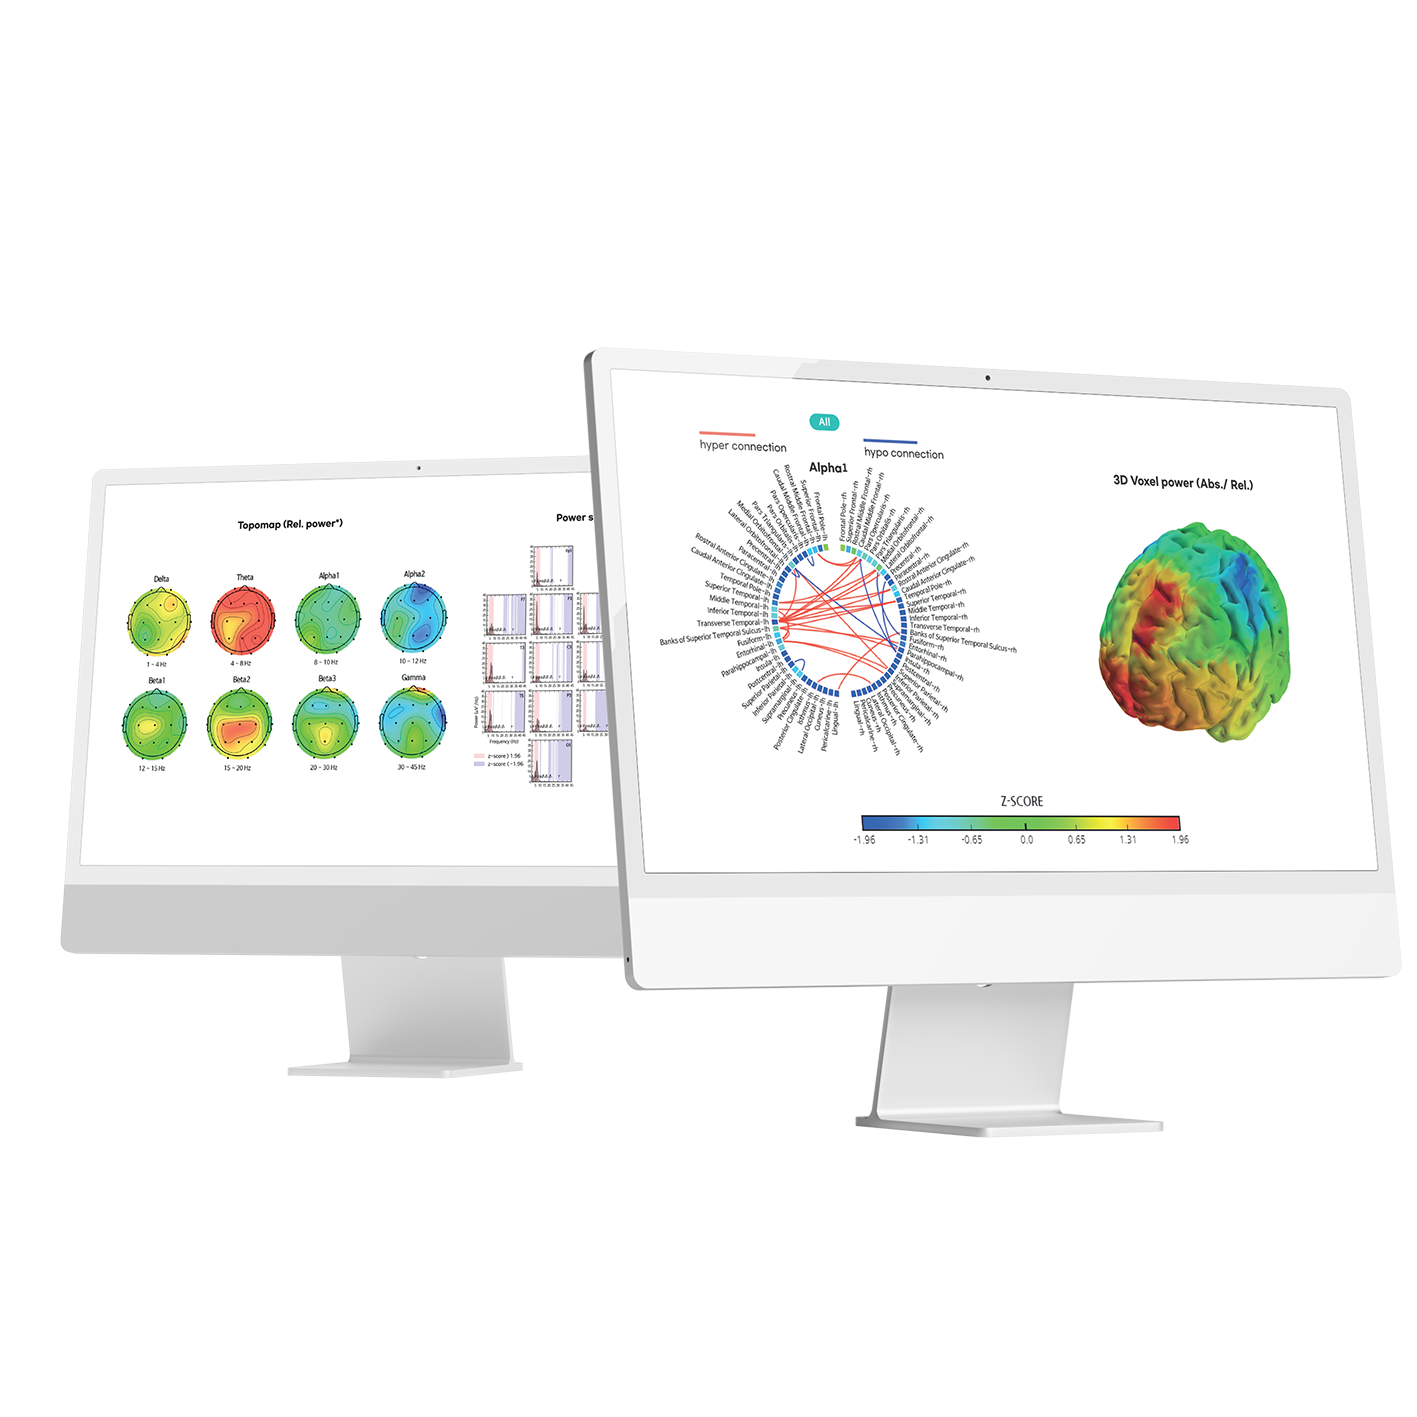 Topomap (Rel. power*)
Power s
Delta
Theta
Alpha1
Alpha2
1 ~ 4 Hz
4 ~ 8 Hz
8 ~ 10 Hz
10 ~ 12 Hz
Beta1
Beta2
Beta3
Gamma
12 ~ 15 Hz
15 ~ 20 Hz
20 ~ 30 Hz
30 ~ 45 Hz
Frequency (Hz)
z-score > 1.96
z-score < -1.96
All
hyper connection
hypo connection
Alpha1
Frontal Pole-lh
Superior Frontal-lh
Rostral Middle Frontal-lh
Caudal Middle Frontal-lh
Pars Opercularis-lh
Pars Orbitalis-lh
Pars Triangularis-lh
Medial Orbitofrontal-lh
Lateral Orbitofrontal-lh
Precentral-lh
Paracentral-lh
Rostral Anterior Cingulate-lh
Caudal Anterior Cingulate-lh
Temporal Pole-lh
Superior Temporal-lh
Middle Temporal-lh
Inferior Temporal-lh
Transverse Temporal-lh
Banks of Superior Temporal Sulcus-lh
Fusiform-lh
Entorhinal-lh
Parahippocampal-lh
Insula-lh
Postcentral-lh
Superior Parietal-lh
Inferior Parietal-lh
Supramarginal-lh
Precuneus-lh
Posterior Cingulate-lh
Isthmus-lh
Lateral Occipital-lh
Cuneus-lh
Pericalcarine-lh
Lingual-lh
Frontal Pole-rh
Superior Frontal-rh
Rostral Middle Frontal-rh
Caudal Middle Frontal-rh
Pars Opercularis-rh
Pars Orbitalis-rh
Pars Triangularis-rh
Medial Orbitofrontal-rh
Lateral Orbitofrontal-rh
Precentral-rh
Paracentral-rh
Rostral Anterior Cingulate-rh
Caudal Anterior Cingulate-rh
Temporal Pole-rh
Superior Temporal-rh
Middle Temporal-rh
Inferior Temporal-rh
Transverse Temporal-rh
Banks of Superior Temporal Sulcus-rh
Fusiform-rh
Entorhinal-rh
Parahippocampal-rh
Insula-rh
Postcentral-rh
Superior Parietal-rh
Inferior Parietal-rh
Supramarginal-rh
Precuneus-rh
Posterior Cingulate-rh
Isthmus-rh
Lateral Occipital-rh
Cuneus-rh
Pericalcarine-rh
Lingual-rh
3D Voxel power (Abs./ Rel.)
Z-SCORE
-1.96 -1.31 -0.65 0.0 0.65 1.31 1.96